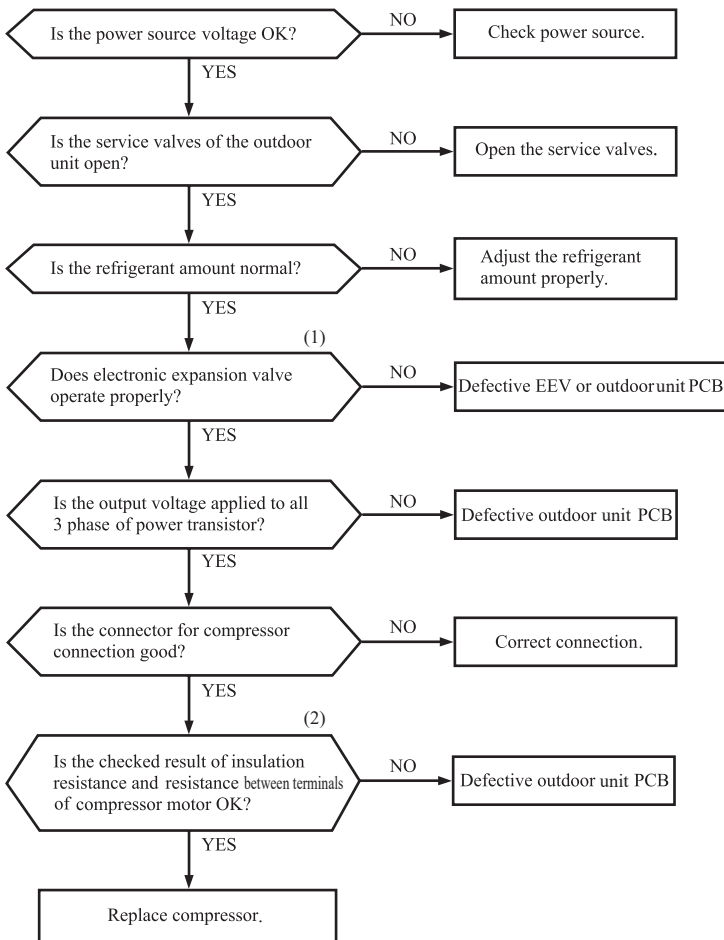 Is the power source voltage OK?
NO
Check power source.
YES
Is the service valves of the outdoor
unit open?
NO
Open the service valves.
YES
Is the refrigerant amount normal?
NO
Adjust the refrigerant
amount properly.
YES
(1)
Does electronic expansion valve
operate properly?
NO
Defective EEV or outdoor unit PCB
YES
Is the output voltage applied to all
3 phase of power transistor?
NO
Defective outdoor unit PCB
YES
Is the connector for compressor
connection good?
NO
Correct connection.
YES
(2)
Is the checked result of insulation
resistance and resistance between terminals
of compressor motor OK?
NO
Defective outdoor unit PCB
YES
Replace compressor.